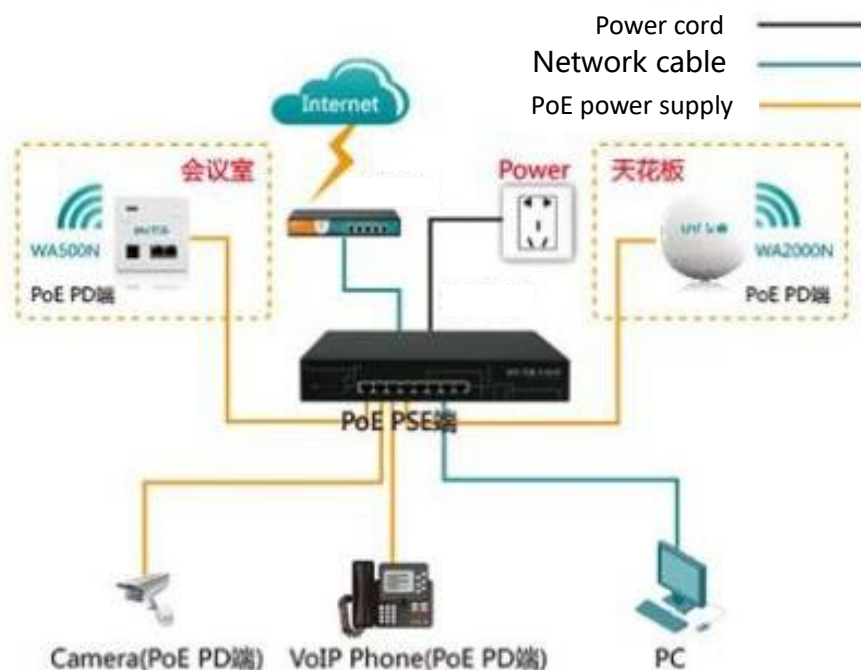 Power cord
Network cable
PoE power supply
Internet
会议室
Power
天花板
WA500N
WA2000N
PoE PD端
PoE PD端
PoE PSE端
Camera(PoE PD端)
VoIP Phone(PoE PD端)
PC